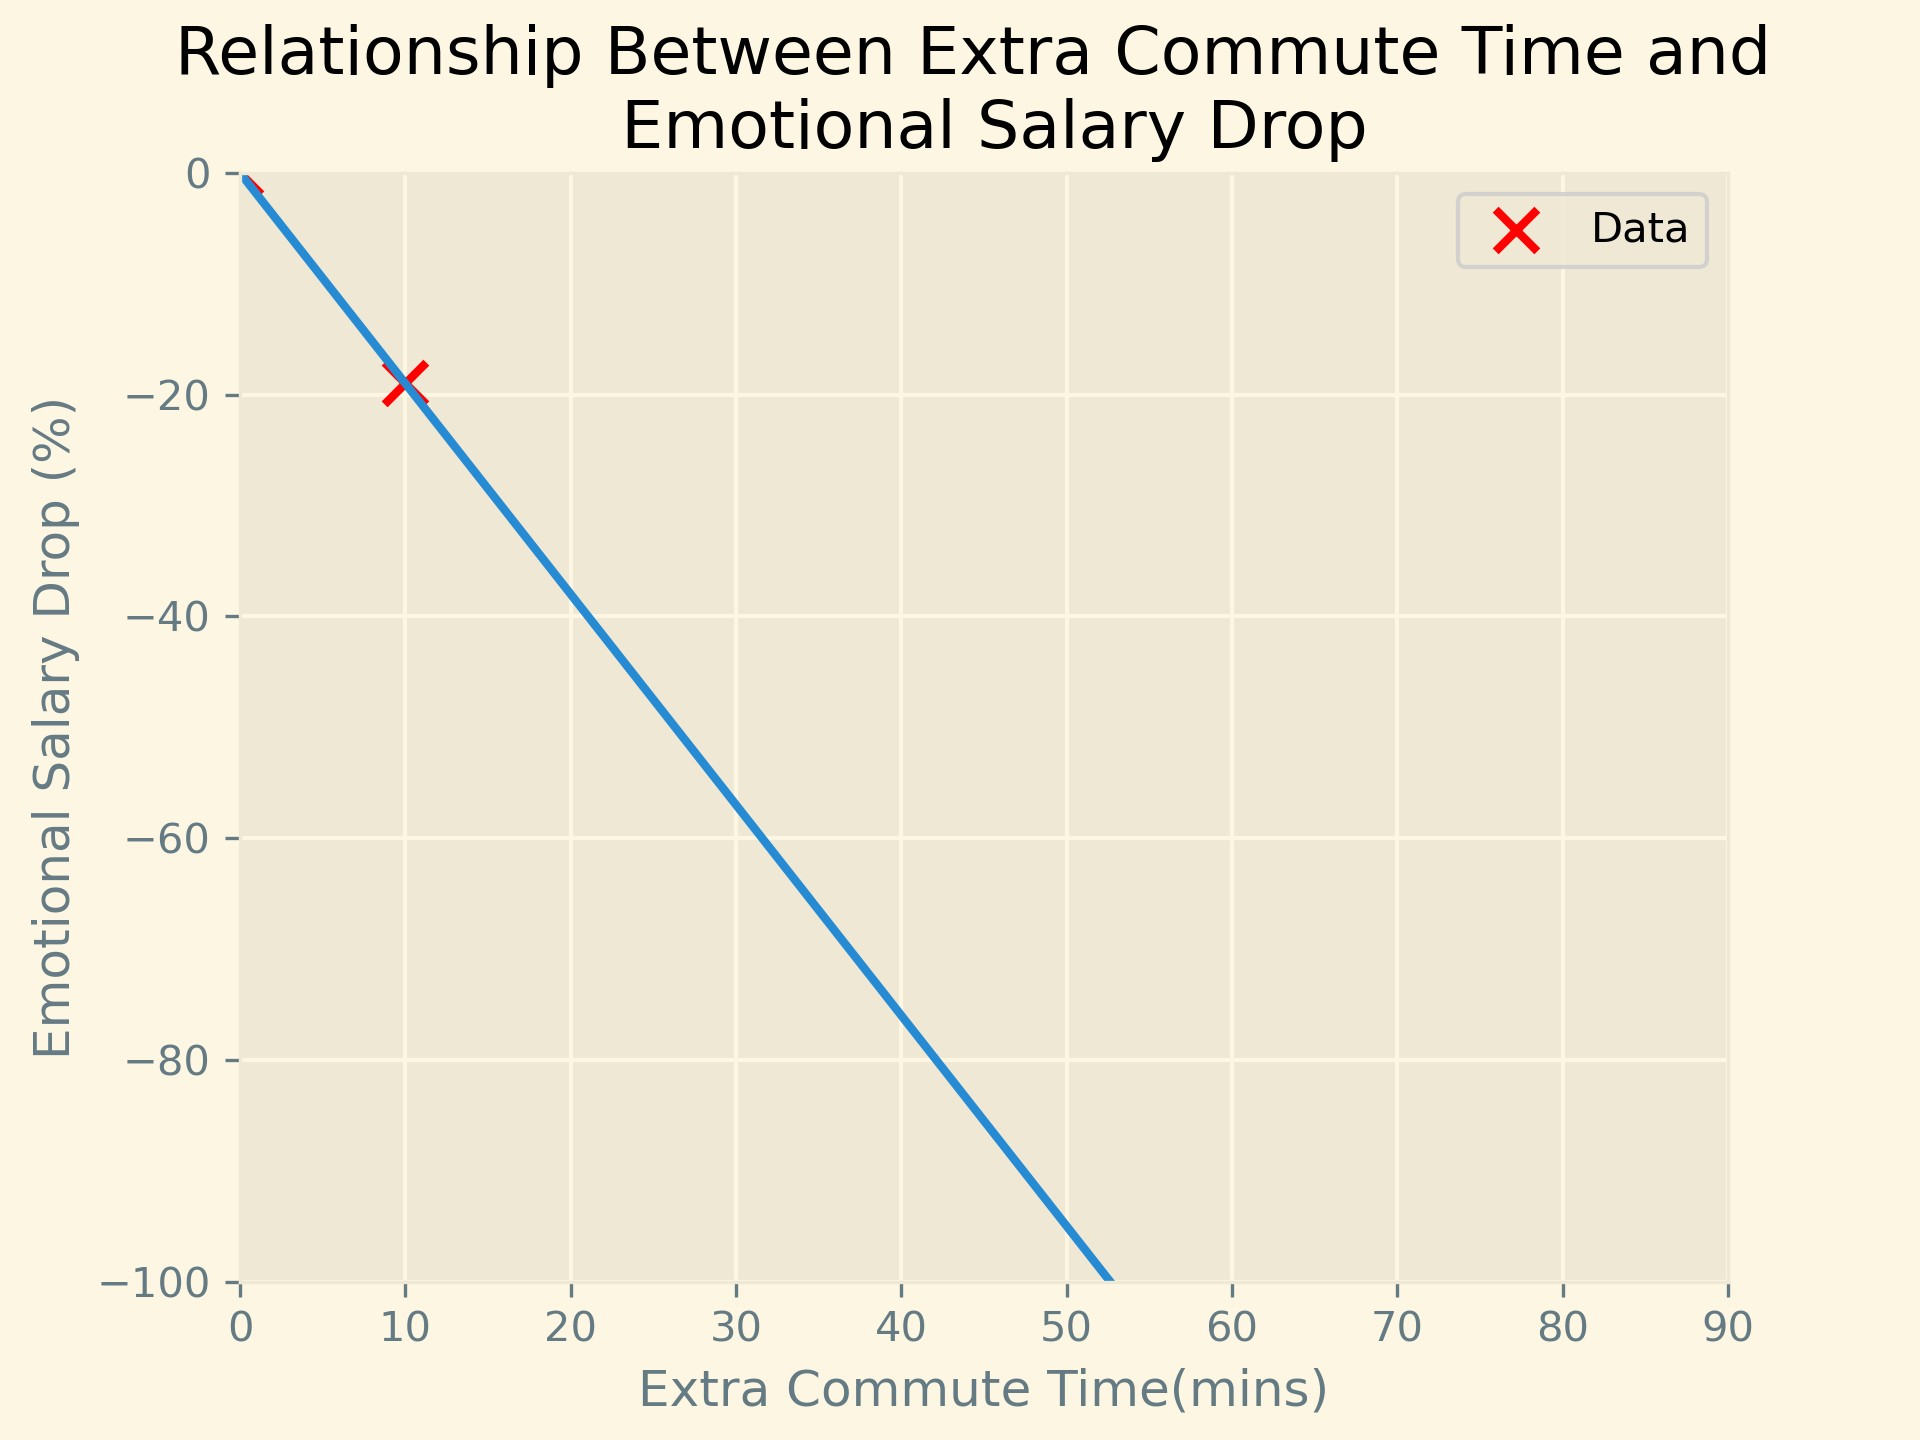 Relationship Between Extra Commute Time and
Emotional Salary Drop
Data
Emotional Salary Drop (%)
0
−20
−40
−60
−80
−100
0 10 20 30 40 50 60 70 80 90
Extra Commute Time(mins)